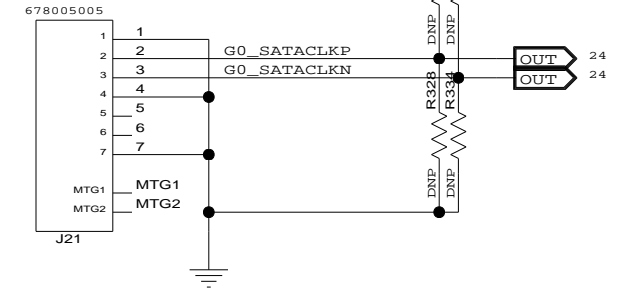 678005005
DNP
DNP
1 1
2 2 G0_SATACLKP OUT 24
3 3 G0_SATACLKN OUT 24
4 4
R328
R334
5 5
6 6
7 7
DNP
DNP
MTG1 MTG1
MTG2 MTG2
J21